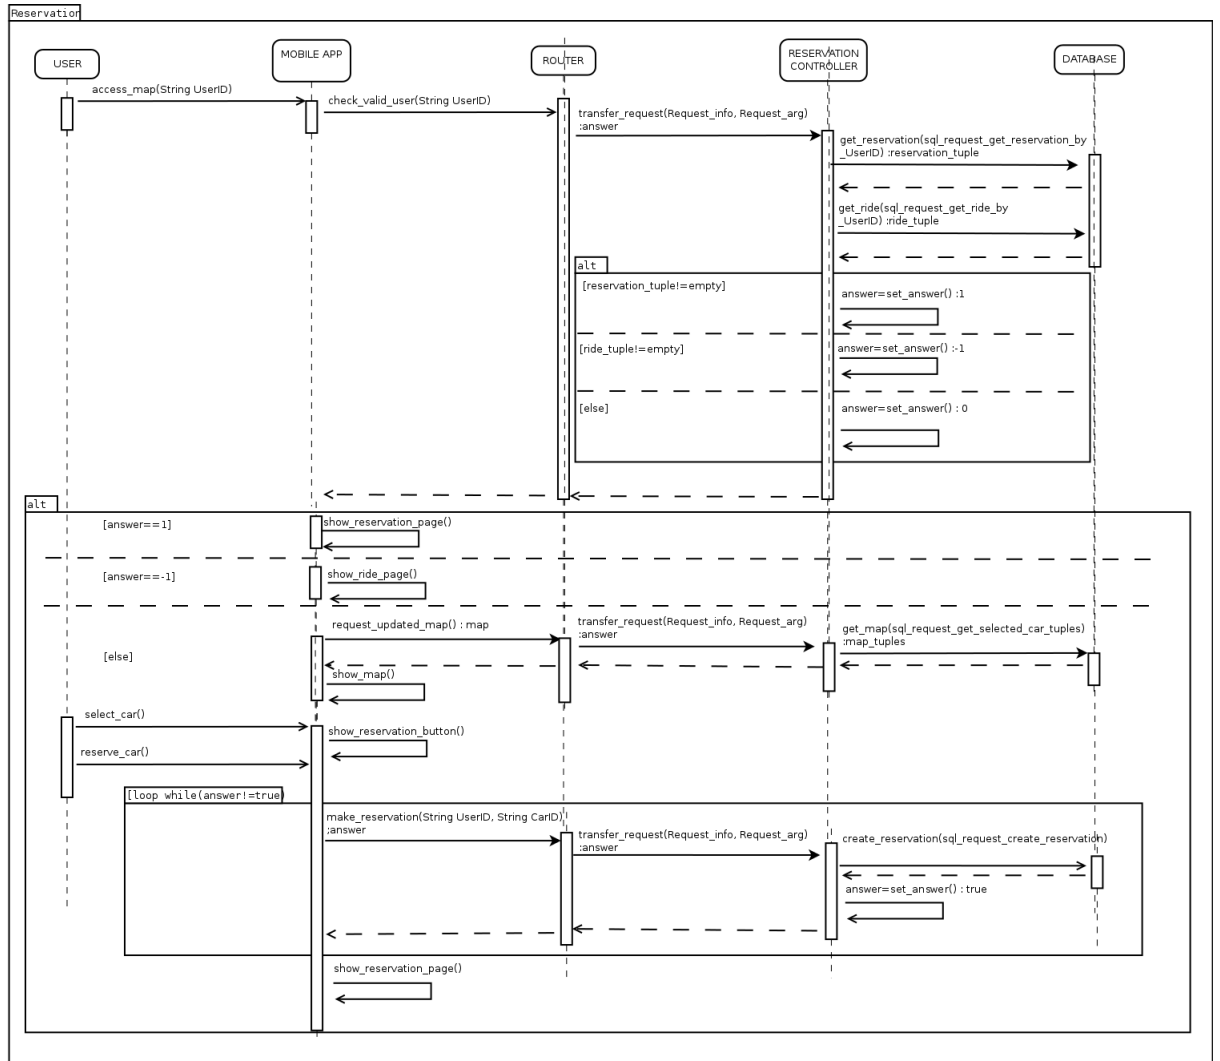 Reservation
USER
MOBILE APP
ROUTER
RESERVATION
CONTROLLER
DATABASE
access_map(String UserID)
check_valid_user(String UserID)
transfer_request(Request_info, Request_arg)
:answer
get_reservation(sql_request_get_reservation_by
_UserID) :reservation_tuple
get_ride(sql_request_get_ride_by
_UserID) :ride_tuple
alt
[reservation_tuple!=empty]
answer=set_answer() :1
[ride_tuple!=empty]
answer=set_answer() :-1
[else]
answer=set_answer() : 0
alt
[answer==1]
show_reservation_page()
[answer==-1]
show_ride_page()
request_updated_map() : map
transfer_request(Request_info, Request_arg)
:answer
get_map(sql_request_get_selected_car_tuples)
:map_tuples
[else]
show_map()
select_car()
show_reservation_button()
reserve_car()
[loop while(answer!=true)
make_reservation(String UserID, String CarID)
:answer
transfer_request(Request_info, Request_arg)
:answer
create_reservation(sql_request_create_reservation)
answer=set_answer() : true
show_reservation_page()